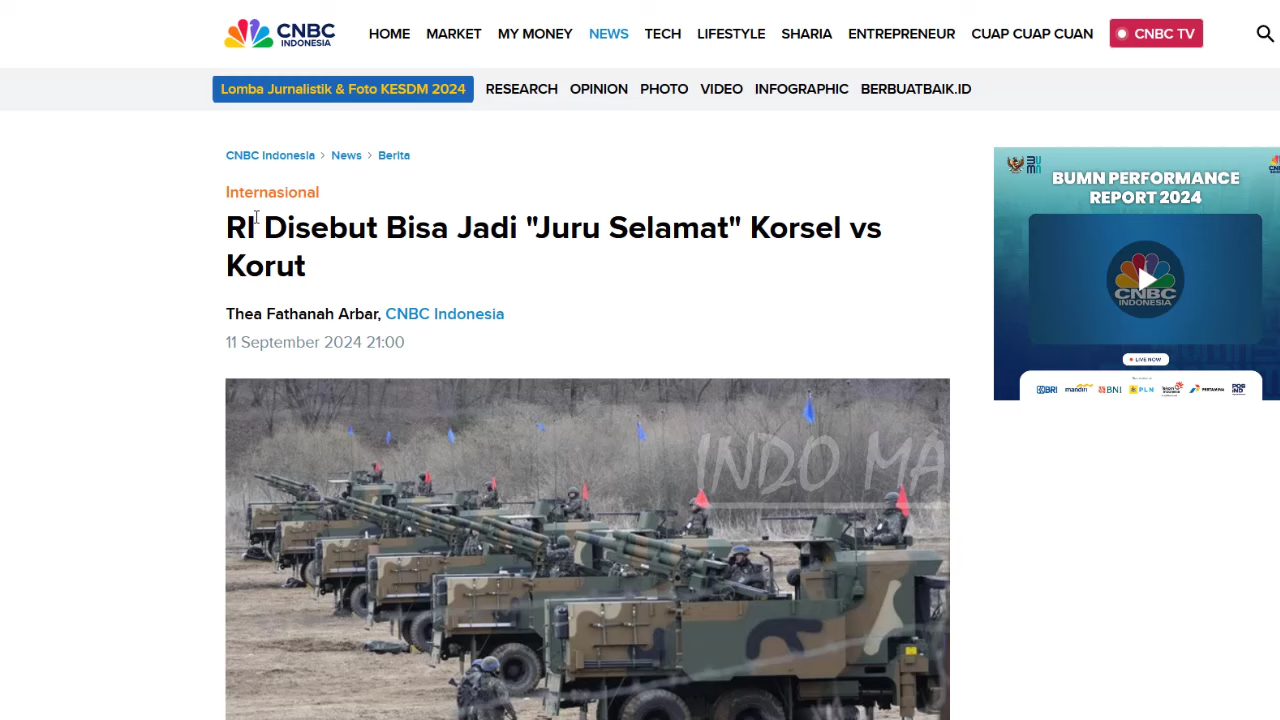 CNBC INDONESIA
HOME MARKET MY MONEY NEWS TECH LIFESTYLE SHARIA ENTREPRENEUR CUAP CUAP CUAN CNBC TV
Lomba Jurnalistik & Foto KESDM 2024 RESEARCH OPINION PHOTO VIDEO INFOGRAPHIC BERBUATBAIK.ID
CNBC Indonesia > News > Berita
Internasional
RI Disebut Bisa Jadi "Juru Selamat" Korsel vs
Korut
Thea Fathanah Arbar, CNBC Indonesia
11 September 2024 21:00
INDO MA
BUMN PERFORMANCE
REPORT 2024
CNBC
INDONESIA
LIVE NOW
BRI mandiri BNI PLN PERTAMINA